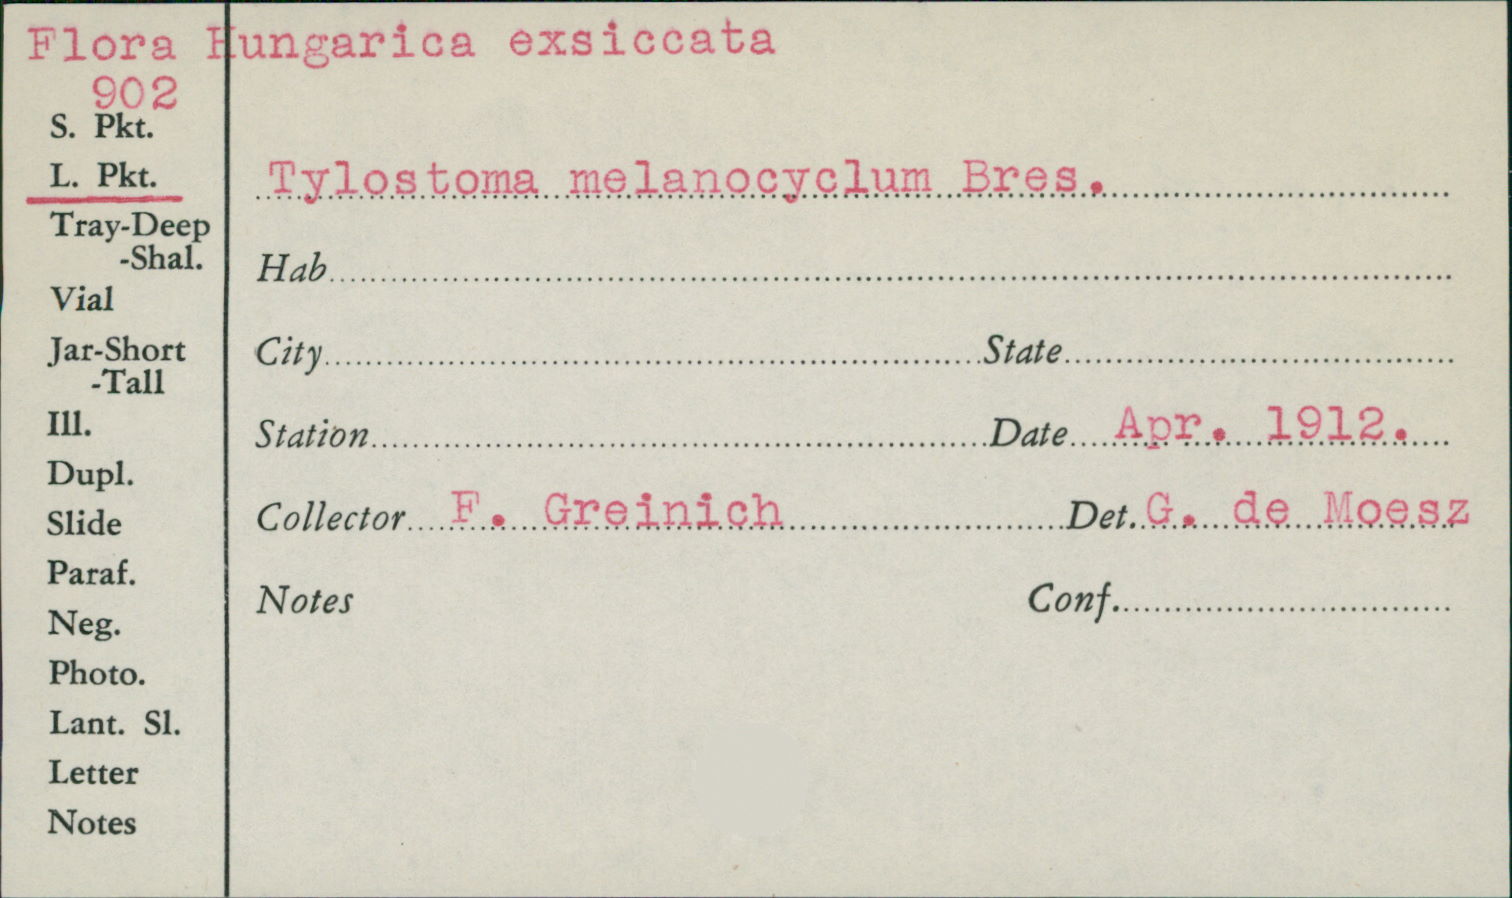 Flora Hungarica exsiccata
902
S. Pkt.
L. Pkt.
Tylostoma melanocyclum Bres.
Tray-Deep
-Shal.
Hab
Vial
Jar-Short
-Tall
City State
Ill.
Station Date Apr. 1912.
Dupl.
Slide
Collector F. Greinich Det. G. de Moesz
Paraf.
Notes Conf.
Neg.
Photo.
Lant. Sl.
Letter
Notes